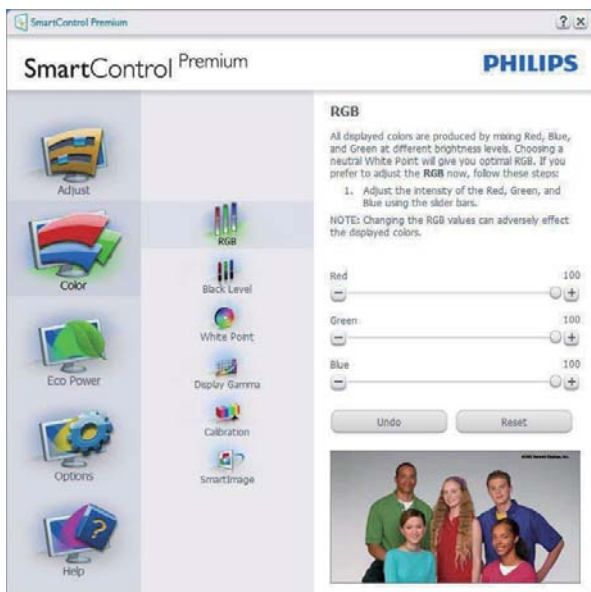 SmartControl Premium
SmartControl Premium
PHILIPS
Adjust
Color
Eco Power
Options
Help
RGB
Black Level
White Point
Display Gamma
Calibration
SmartImage
RGB
All displayed colors are produced by mixing Red, Blue,
and Green at different brightness levels. Choosing a
neutral White Point will give you optimal RGB. If you
prefer to adjust the RGB now, follow these steps:
1. Adjust the intensity of the Red, Green, and
Blue using the slider bars.
NOTE: Changing the RGB values can adversely effect
the displayed colors.
Red 100
Green 100
Blue 100
Undo Reset